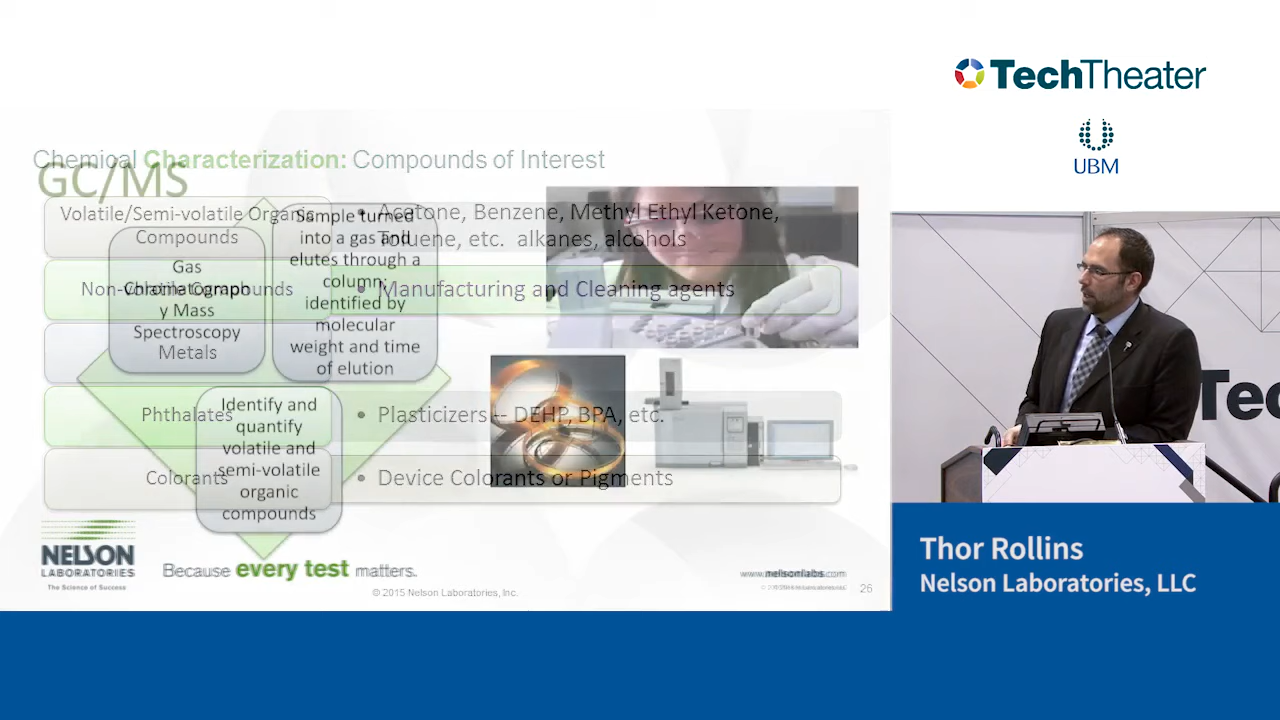 TechTheater
UBM
Chemical Characterization: Compounds of Interest
GC/MS
Volatile/Semi-volatile Organic
Compounds
Acetone, Benzene, Methyl Ethyl Ketone,
Toluene, etc. alkanes, alcohols
Non-volatile Compounds
• Manufacturing and Cleaning agents
Metals
Phthalates
• Plasticizers -- DEHP, BPA, etc.
Colorants
• Device Colorants or Pigments
Gas
Chromatograph
y Mass
Spectroscopy
Sample turned
into a gas and
elutes through a
column,
identified by
molecular
weight and time
of elution
Identify and
quantify
volatile and
semi-volatile
organic
compounds
NELSON
LABORATORIES
The Science of Success
Because every test matters.
© 2015 Nelson Laboratories, Inc.
www.nelsonlabs.com
26
Tec
Thor Rollins
Nelson Laboratories, LLC